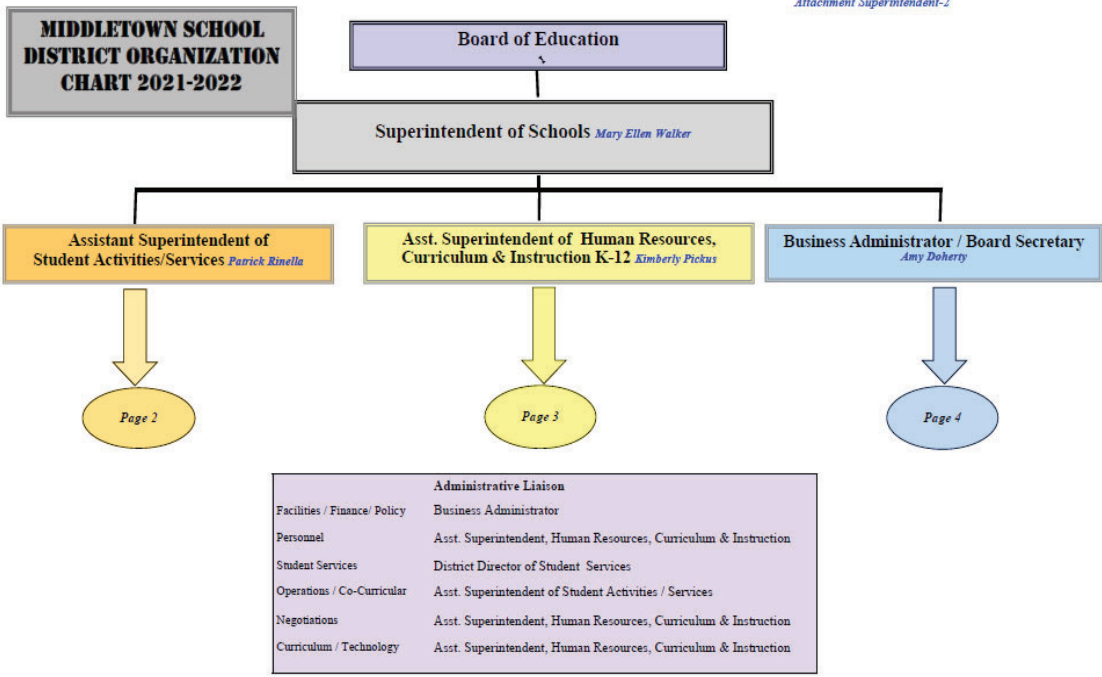 Attachment Superintendent-2
MIDDLETOWN SCHOOL
DISTRICT ORGANIZATION
CHART 2021-2022
Board of Education
Superintendent of Schools Mary Ellen Walker
Assistant Superintendent of
Student Activities/Services Patrick Rinella
Asst. Superintendent of Human Resources,
Curriculum & Instruction K-12 Kimberly Pickus
Business Administrator / Board Secretary
Amy Doherty
Page 2
Page 3
Page 4
Administrative Liaison
Facilities / Finance/ Policy Business Administrator
Personnel Asst. Superintendent, Human Resources, Curriculum & Instruction
Student Services District Director of Student Services
Operations / Co-Curricular Asst. Superintendent of Student Activities / Services
Negotiations Asst. Superintendent, Human Resources, Curriculum & Instruction
Curriculum / Technology Asst. Superintendent, Human Resources, Curriculum & Instruction